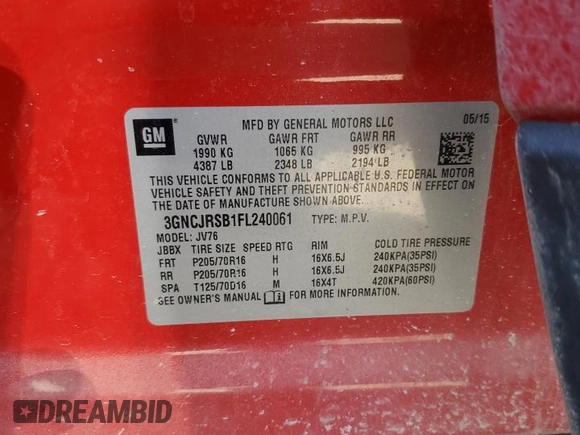 GM
MFD BY GENERAL MOTORS LLC 05/15
GVWR GAWR FRT GAWR RR
1990 KG 1065 KG 995 KG
4387 LB 2348 LB 2194 LB
THIS VEHICLE CONFORMS TO ALL APPLICABLE U.S. FEDERAL MOTOR
VEHICLE SAFETY AND THEFT PREVENTION STANDARDS IN EFFECT ON
THE DATE OF MANUFACTURE SHOWN ABOVE.
3GNCJRSB1FL240061 TYPE: M.P.V.
MODEL: JV76
JBBX TIRE SIZE SPEED RTG RIM COLD TIRE PRESSURE
FRT P205/70R16 H 16X6.5J 240KPA(35PSI)
RR P205/70R16 H 16X6.5J 240KPA(35PSI)
SPA T125/70D16 M 16X4T 420KPA(60PSI)
SEE OWNER'S MANUAL FOR MORE INFORMATION
DREAMBID